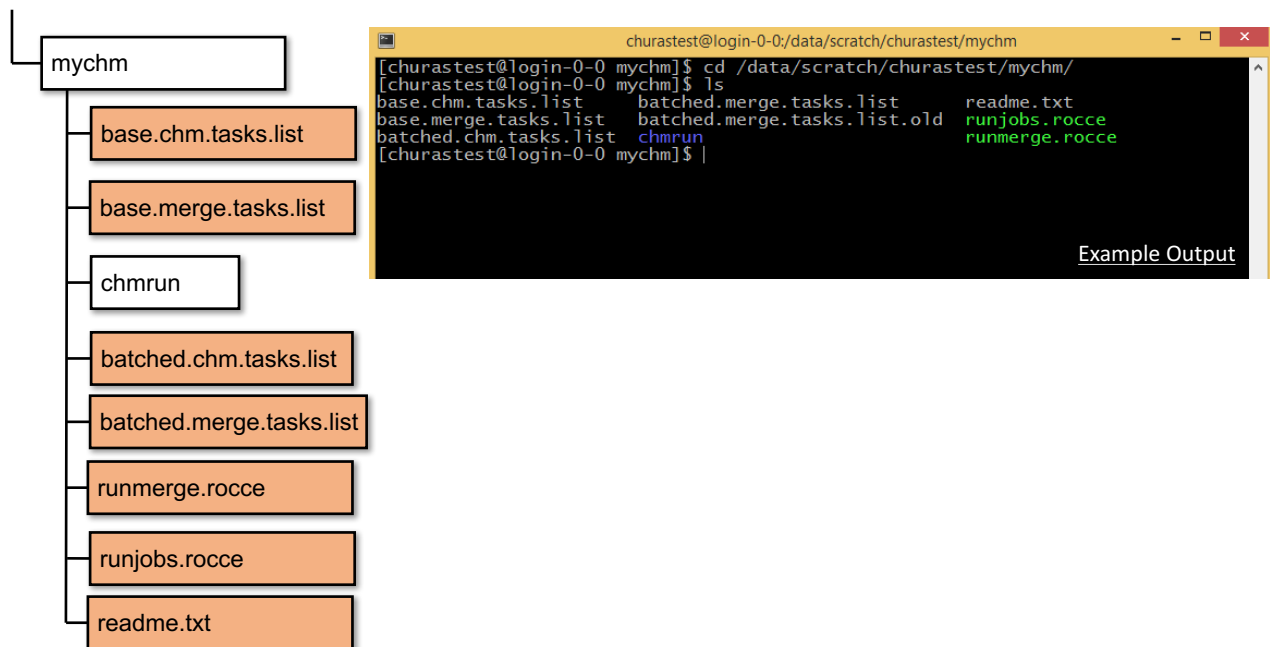 mychm
base.chm.tasks.list
base.merge.tasks.list
chmrun
batched.chm.tasks.list
batched.merge.tasks.list
runmerge.rocce
runjobs.rocce
readme.txt
churastest@login-0-0:/data/scratch/churastest/mychm
[churastest@login-0-0 mychm]$ cd /data/scratch/churastest/mychm/
[churastest@login-0-0 mychm]$ ls
base.chm.tasks.list batched.merge.tasks.list readme.txt
base.merge.tasks.list batched.merge.tasks.list.old runjobs.rocce
batched.chm.tasks.list chmrun runmerge.rocce
[churastest@login-0-0 mychm]$
Example Output